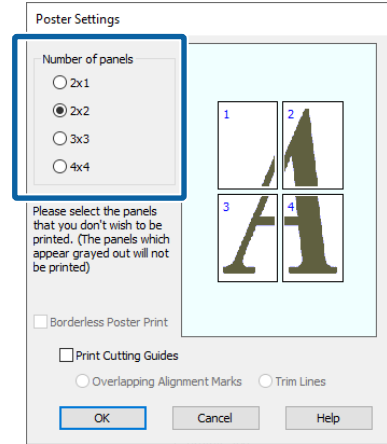 Poster Settings
Number of panels
2x1
2x2
3x3
4x4
1
2
3
4
Please select the panels
that you don't wish to be
printed. (The panels which
appear grayed out will not
be printed)
Borderless Poster Print
Print Cutting Guides
Overlapping Alignment Marks
Trim Lines
OK
Cancel
Help